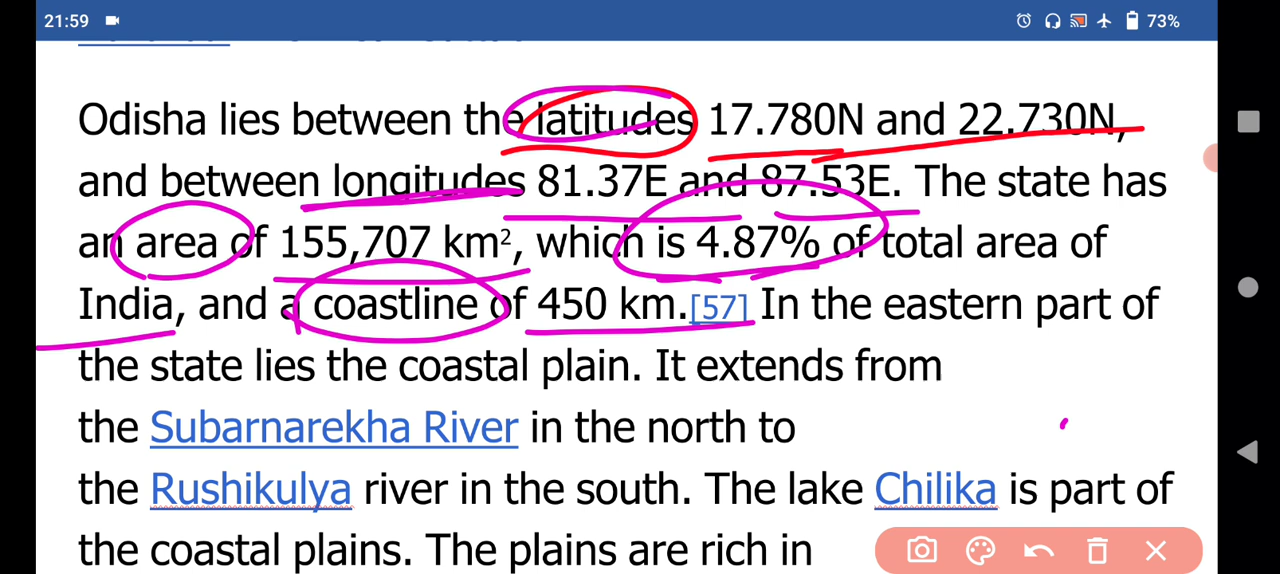 21:59
73%
Odisha lies between the latitudes 17.780N and 22.730N,
and between longitudes 81.37E and 87.53E. The state has
an area of 155,707 km², which is 4.87% of total area of
India, and a coastline of 450 km.[57] In the eastern part of
the state lies the coastal plain. It extends from
the Subarnarekha River in the north to
the Rushikulya river in the south. The lake Chilika is part of
the coastal plains. The plains are rich in